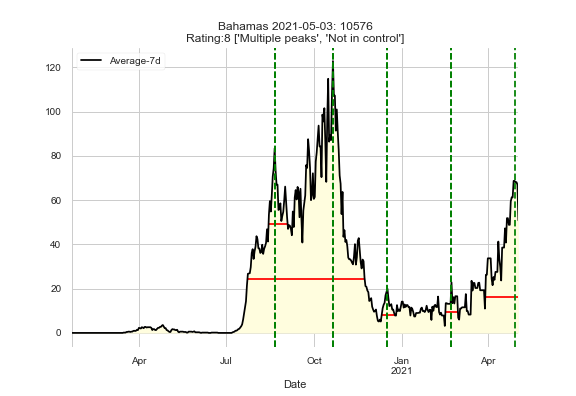 Bahamas 2021-05-03: 10576
Rating:8 ['Multiple peaks', 'Not in control']
Average-7d
120
100
80
60
40
20
0
Apr
Jul
Oct
Jan
2021
Apr
Date